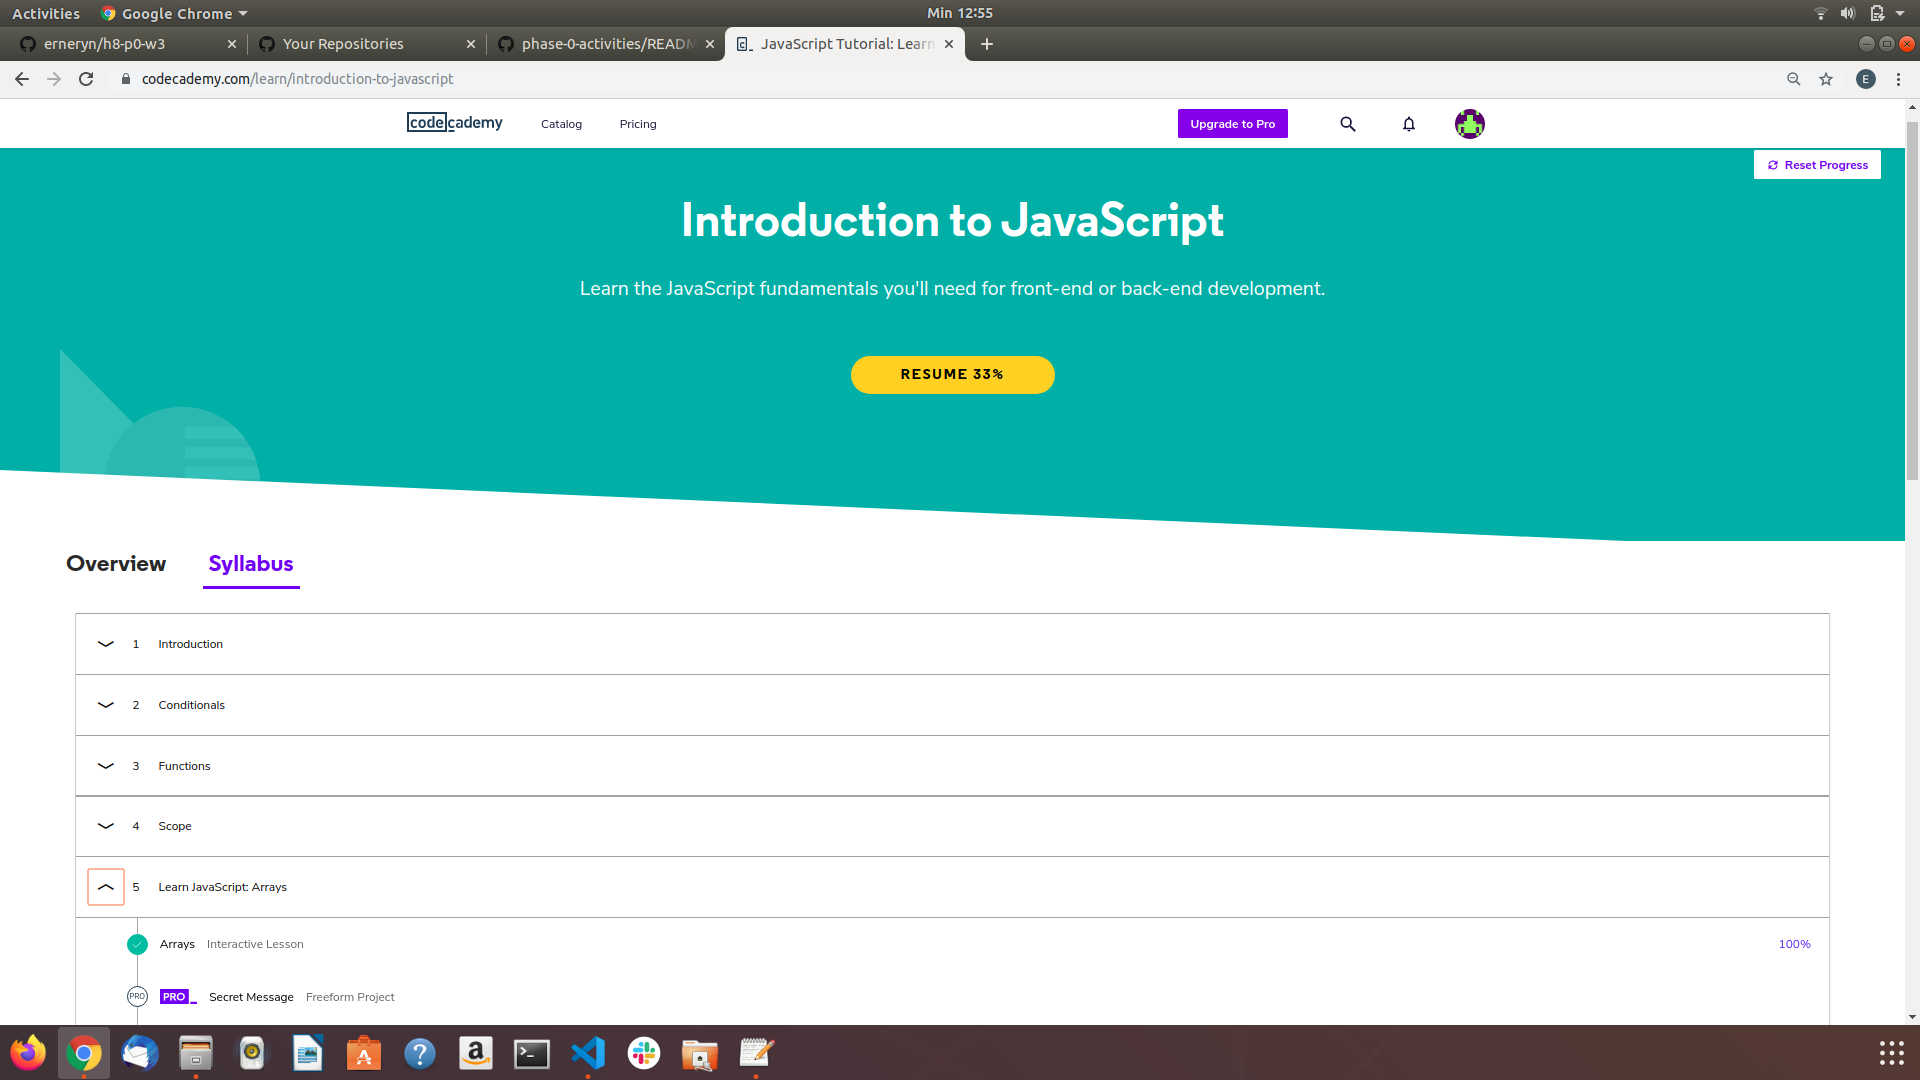 Activities Google Chrome Min 12:55
erneryn/h8-p0-w3 Your Repositories phase-0-activities/READM JavaScript Tutorial: Learn
codecademy.com/learn/introduction-to-javascript E
codecademy Catalog Pricing Upgrade to Pro
Reset Progress
Introduction to JavaScript
Learn the JavaScript fundamentals you'll need for front-end or back-end development.
RESUME 33%
Overview Syllabus
1 Introduction
2 Conditionals
3 Functions
4 Scope
5 Learn JavaScript: Arrays
Arrays Interactive Lesson 100%
PRO PRO_ Secret Message Freeform Project